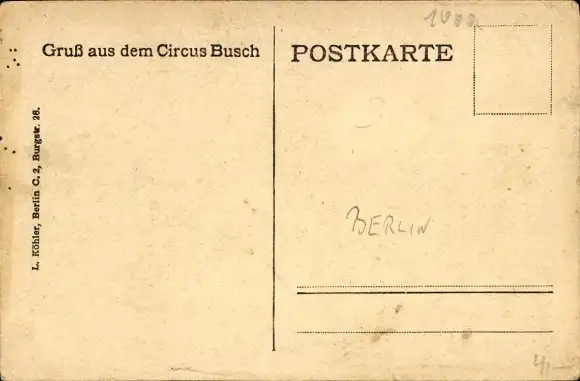 Gruß aus dem Circus Busch
POSTKARTE
L. Köhler, Berlin C. 2, Burgstr. 26.
BERLIN